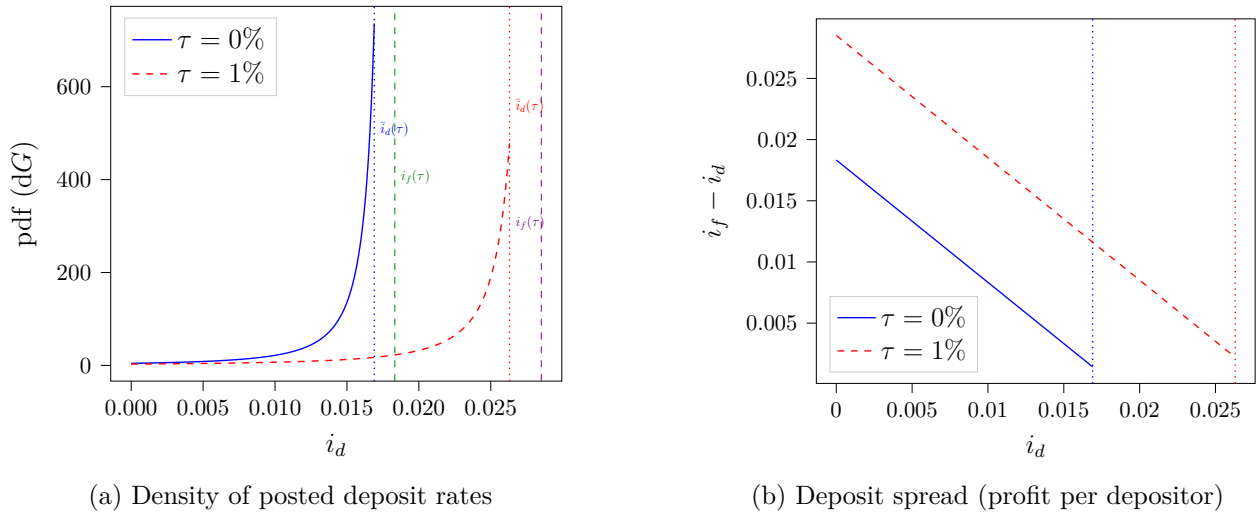 τ = 0%
τ = 1%
600
400
200
0
pdf (dG)
i̅_d(τ)
i_f(τ)
i̅_d(τ)
i_f(τ)
0.000 0.005 0.010 0.015 0.020 0.025
i_d
(a) Density of posted deposit rates
0.025
0.02
0.015
0.01
0.005
i_f − i_d
τ = 0%
τ = 1%
0 0.005 0.01 0.015 0.02 0.025
i_d
(b) Deposit spread (profit per depositor)